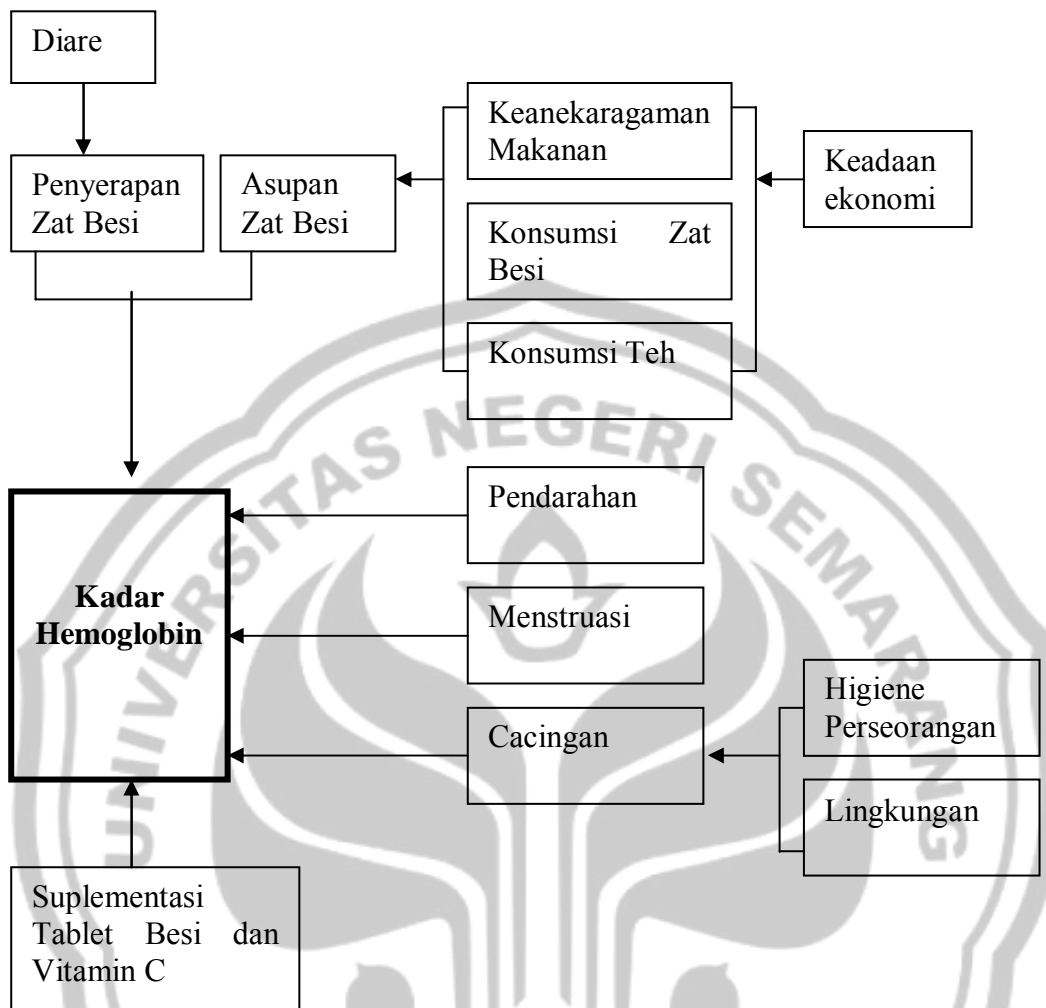 Diare
Penyerapan
Zat Besi
Asupan
Zat Besi
Keanekaragaman
Makanan
Keadaan
ekonomi
Konsumsi Zat
Besi
Konsumsi Teh
UNIVERSITAS NEGERI SEMARANG
Pendarahan
Kadar
Hemoglobin
Menstruasi
Cacingan
Higiene
Perseorangan
Lingkungan
Suplementasi
Tablet Besi dan
Vitamin C